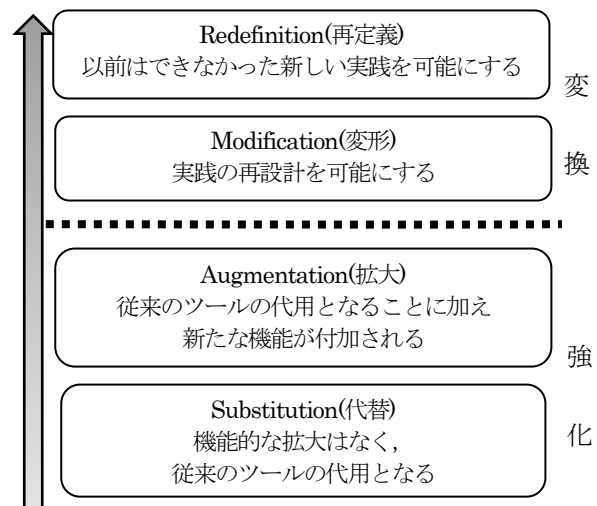 Redefinition(再定義)
以前はできなかった新しい実践を可能にする
変
Modification(変形)
実践の再設計を可能にする
換
Augmentation(拡大)
従来のツールの代用となることに加え
新たな機能が付加される
強
Substitution(代替)
機能的な拡大はなく,
従来のツールの代用となる
化